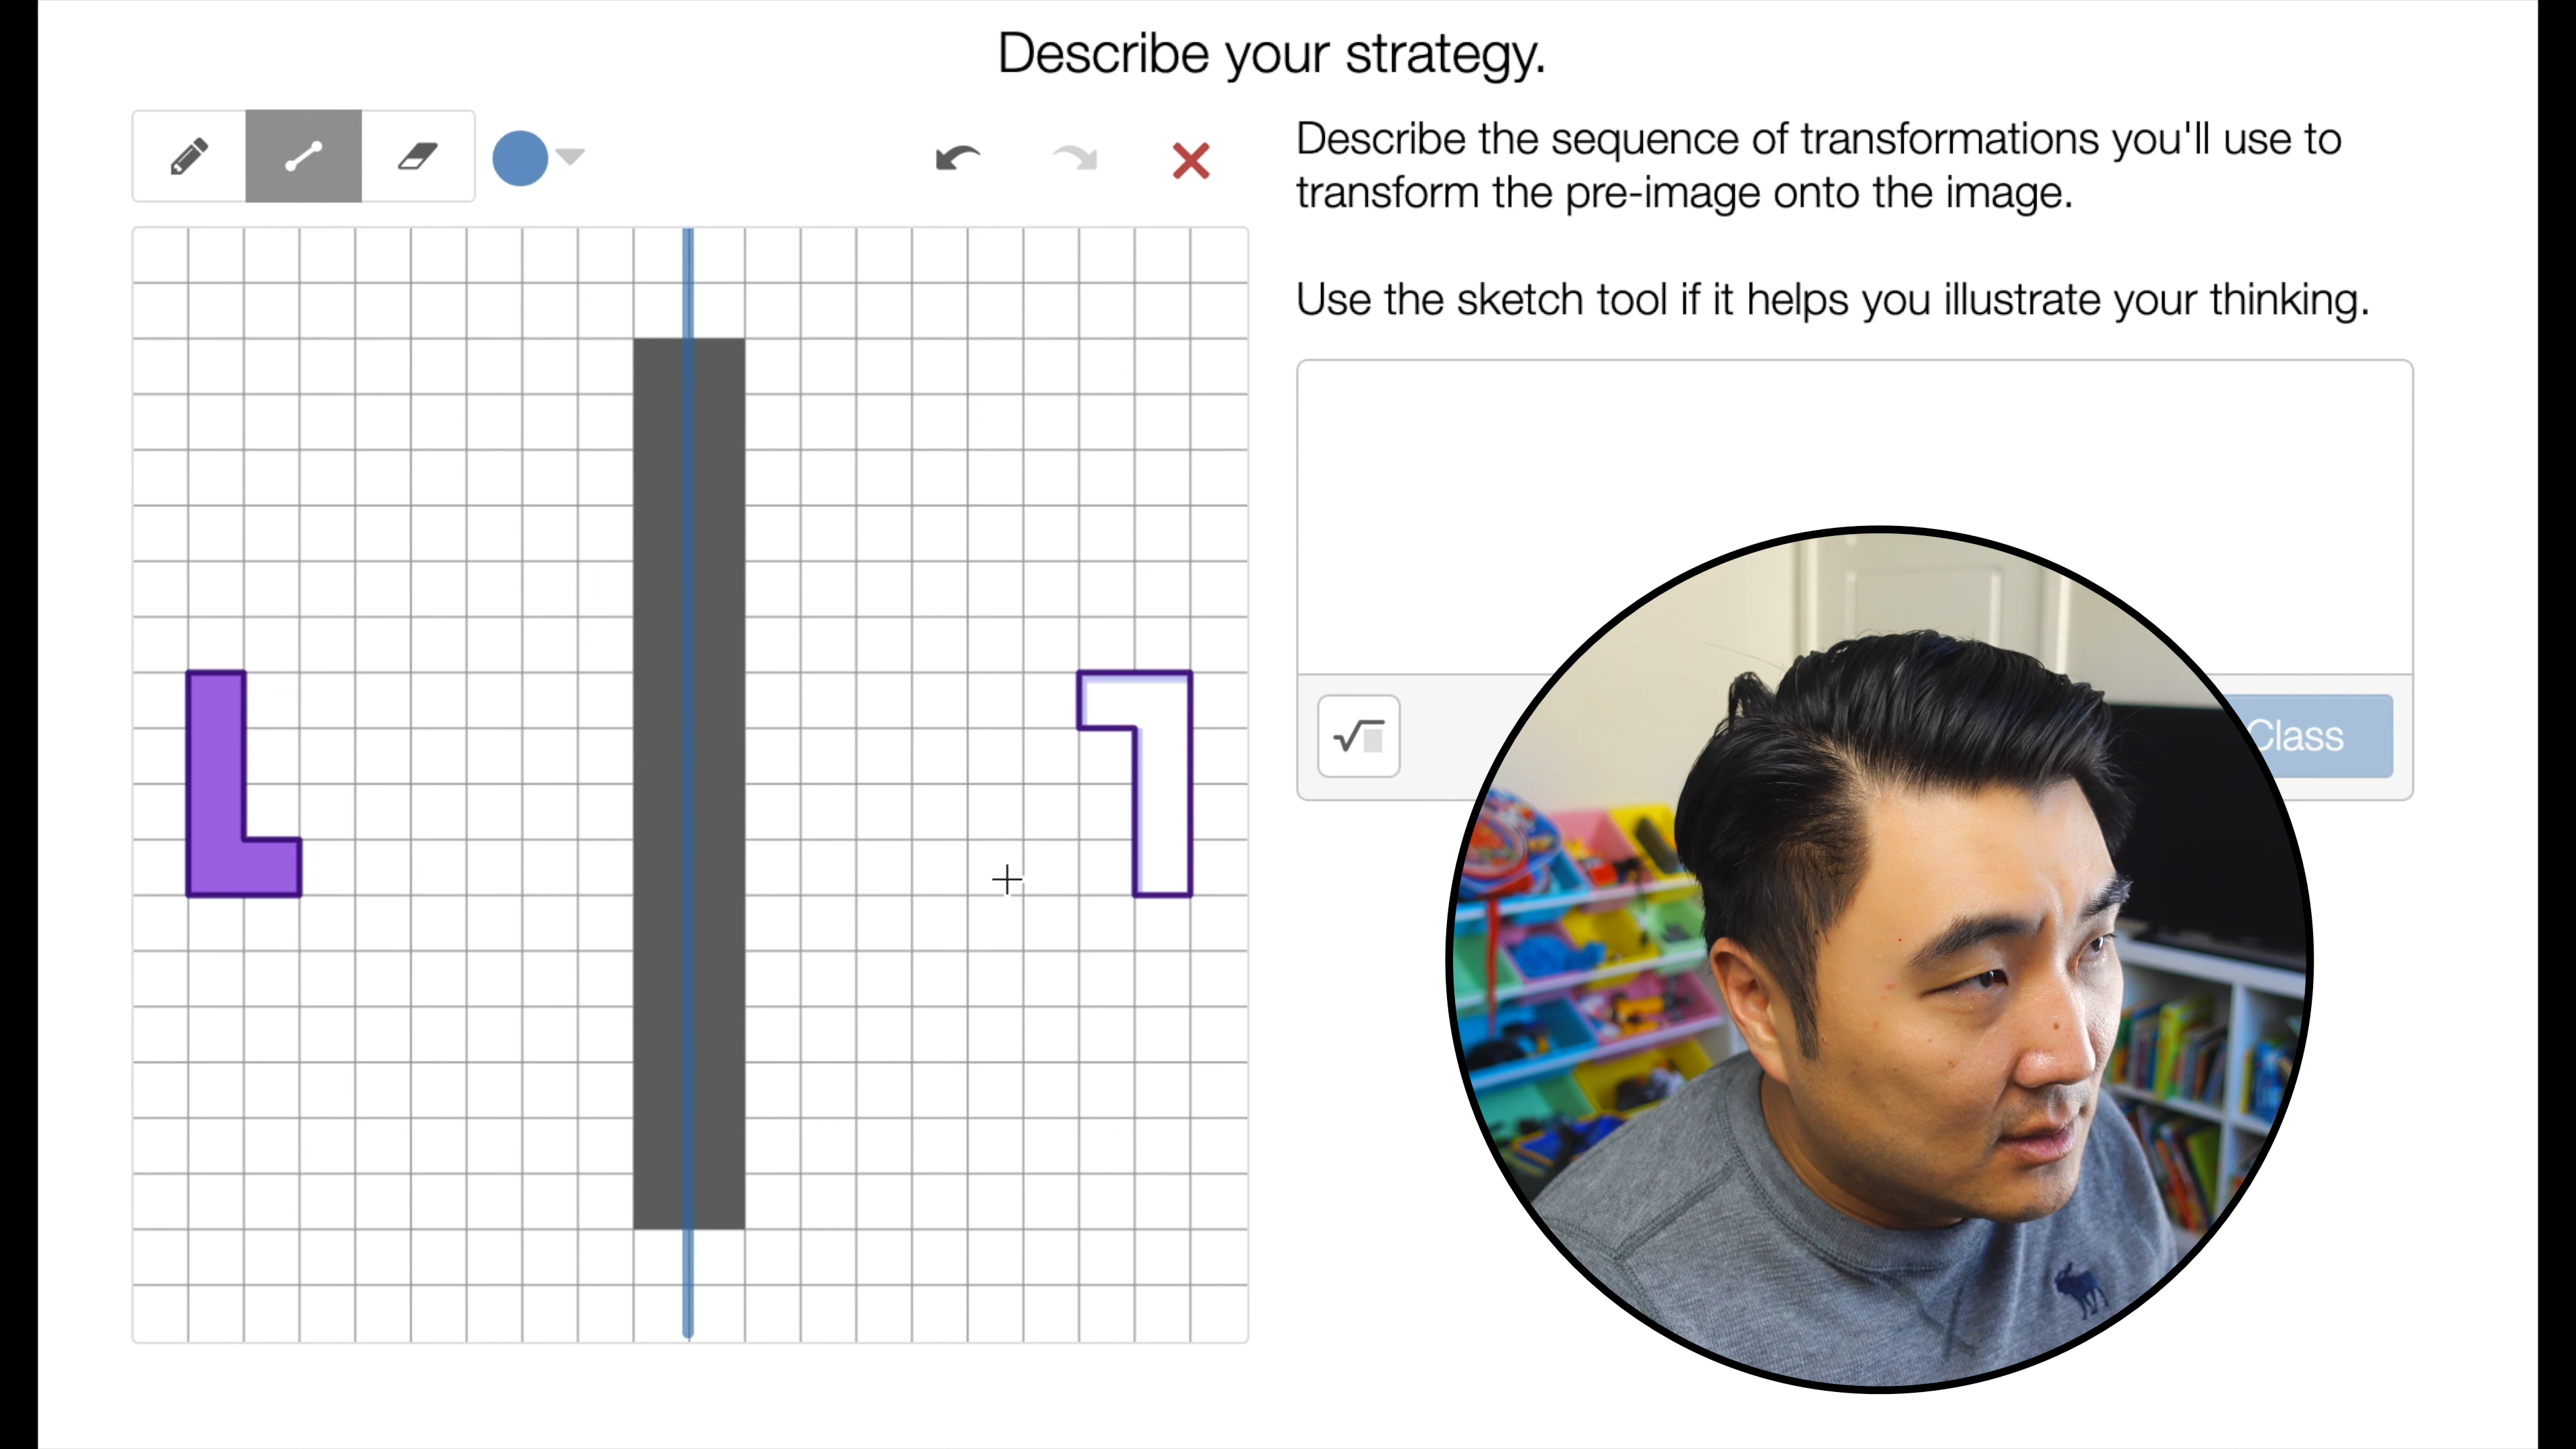 Describe your strategy.
Describe the sequence of transformations you'll use to
transform the pre-image onto the image.
Use the sketch tool if it helps you illustrate your thinking.
√
Class